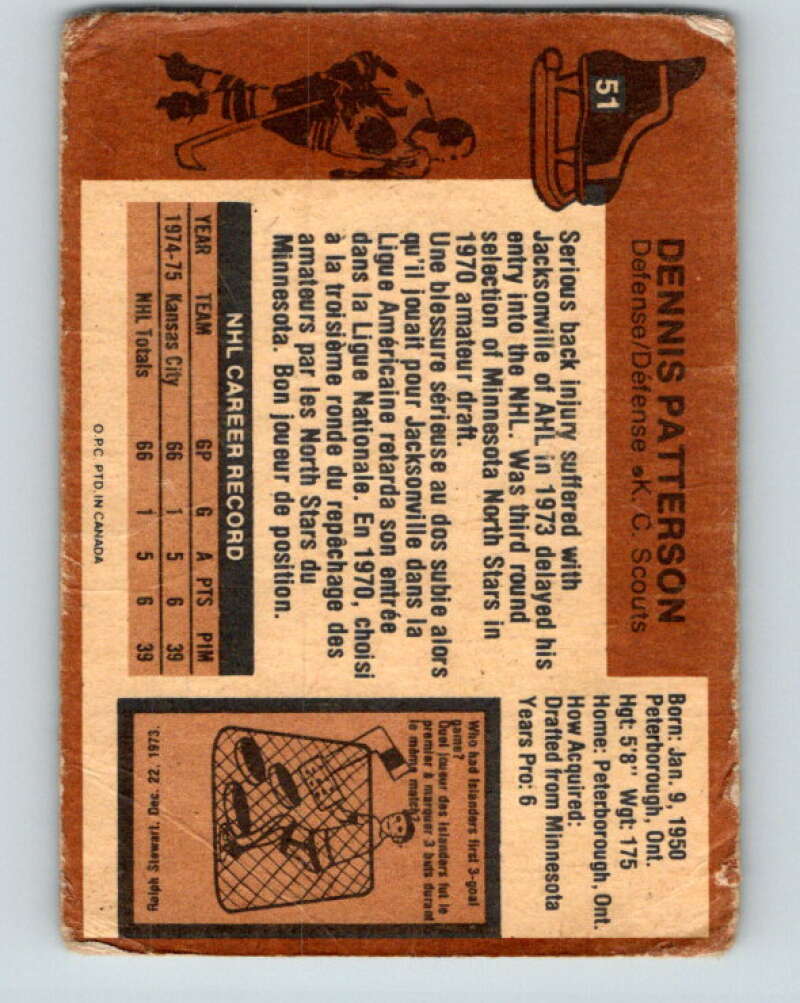 51
DENNIS PATTERSON
Defense/Défense • K. C. Scouts
Born: Jan. 9, 1950
Peterborough, Ont.
Hgt: 5'8" Wgt: 175
Home: Peterborough, Ont.
How Acquired:
Drafted from Minnesota
Years Pro: 6
Serious back injury suffered with
Jacksonville of AHL in 1973 delayed his
entry into the NHL. Was third round
selection of Minnesota North Stars in
1970 amateur draft.
Une blessure sérieuse au dos subie alors
qu'il jouait pour Jacksonville dans la
Ligue Américaine retarda son entrée
dans la Ligue Nationale. En 1970, choisi
à la troisième ronde du repêchage des
amateurs par les North Stars du
Minnesota. Bon joueur de position.
NHL CAREER RECORD
YEAR TEAM GP G A PTS PIM
1974-75 Kansas City 66 1 5 6 39
NHL Totals 66 1 5 6 39
Who had Islanders first 3-goal
game?
Quel joueur des Islanders fut le
premier à marquer 3 buts durant
le même match?
Ralph Stewart, Dec. 22, 1973.
O.P.C. PTD. IN CANADA